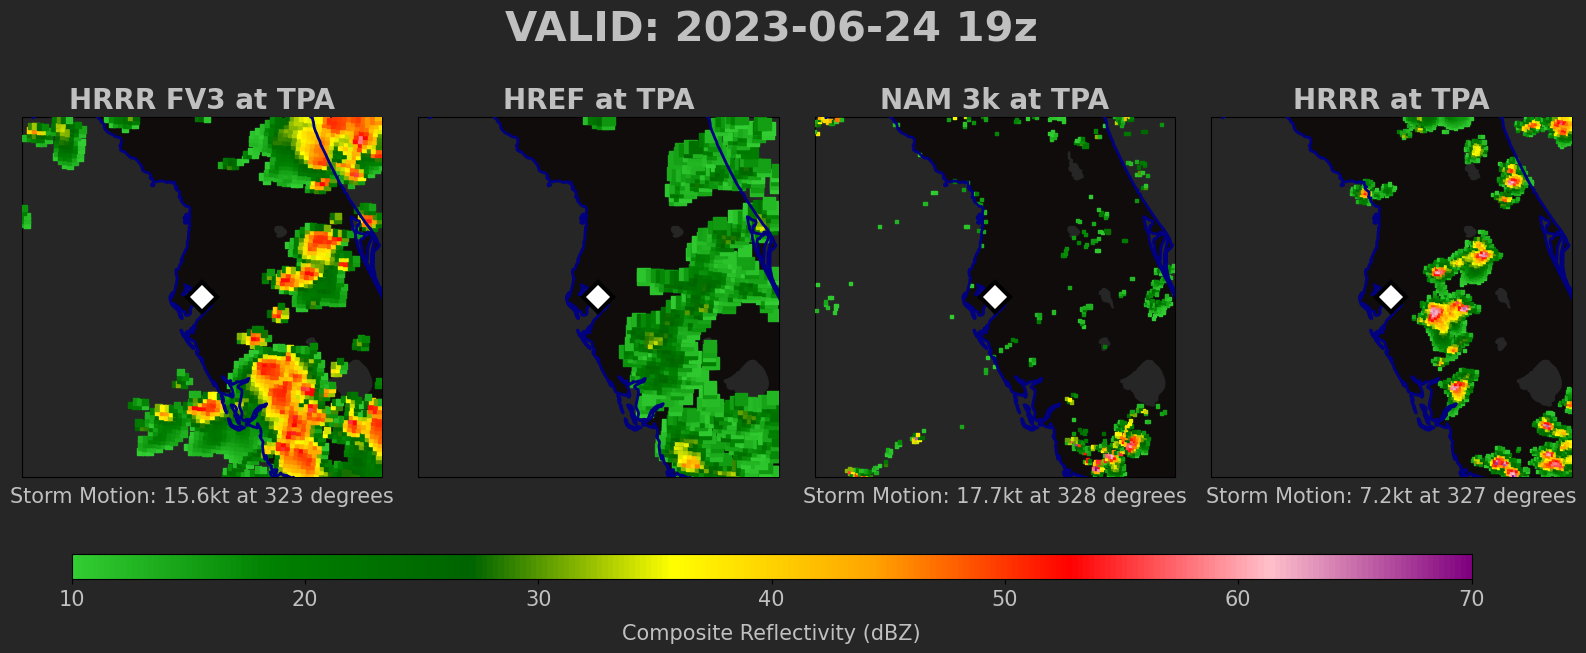 VALID: 2023-06-24 19z
HRRR FV3 at TPA
HREF at TPA
NAM 3k at TPA
HRRR at TPA
Storm Motion: 15.6kt at 323 degrees
Storm Motion: 17.7kt at 328 degrees
Storm Motion: 7.2kt at 327 degrees
10 20 30 40 50 60 70
Composite Reflectivity (dBZ)